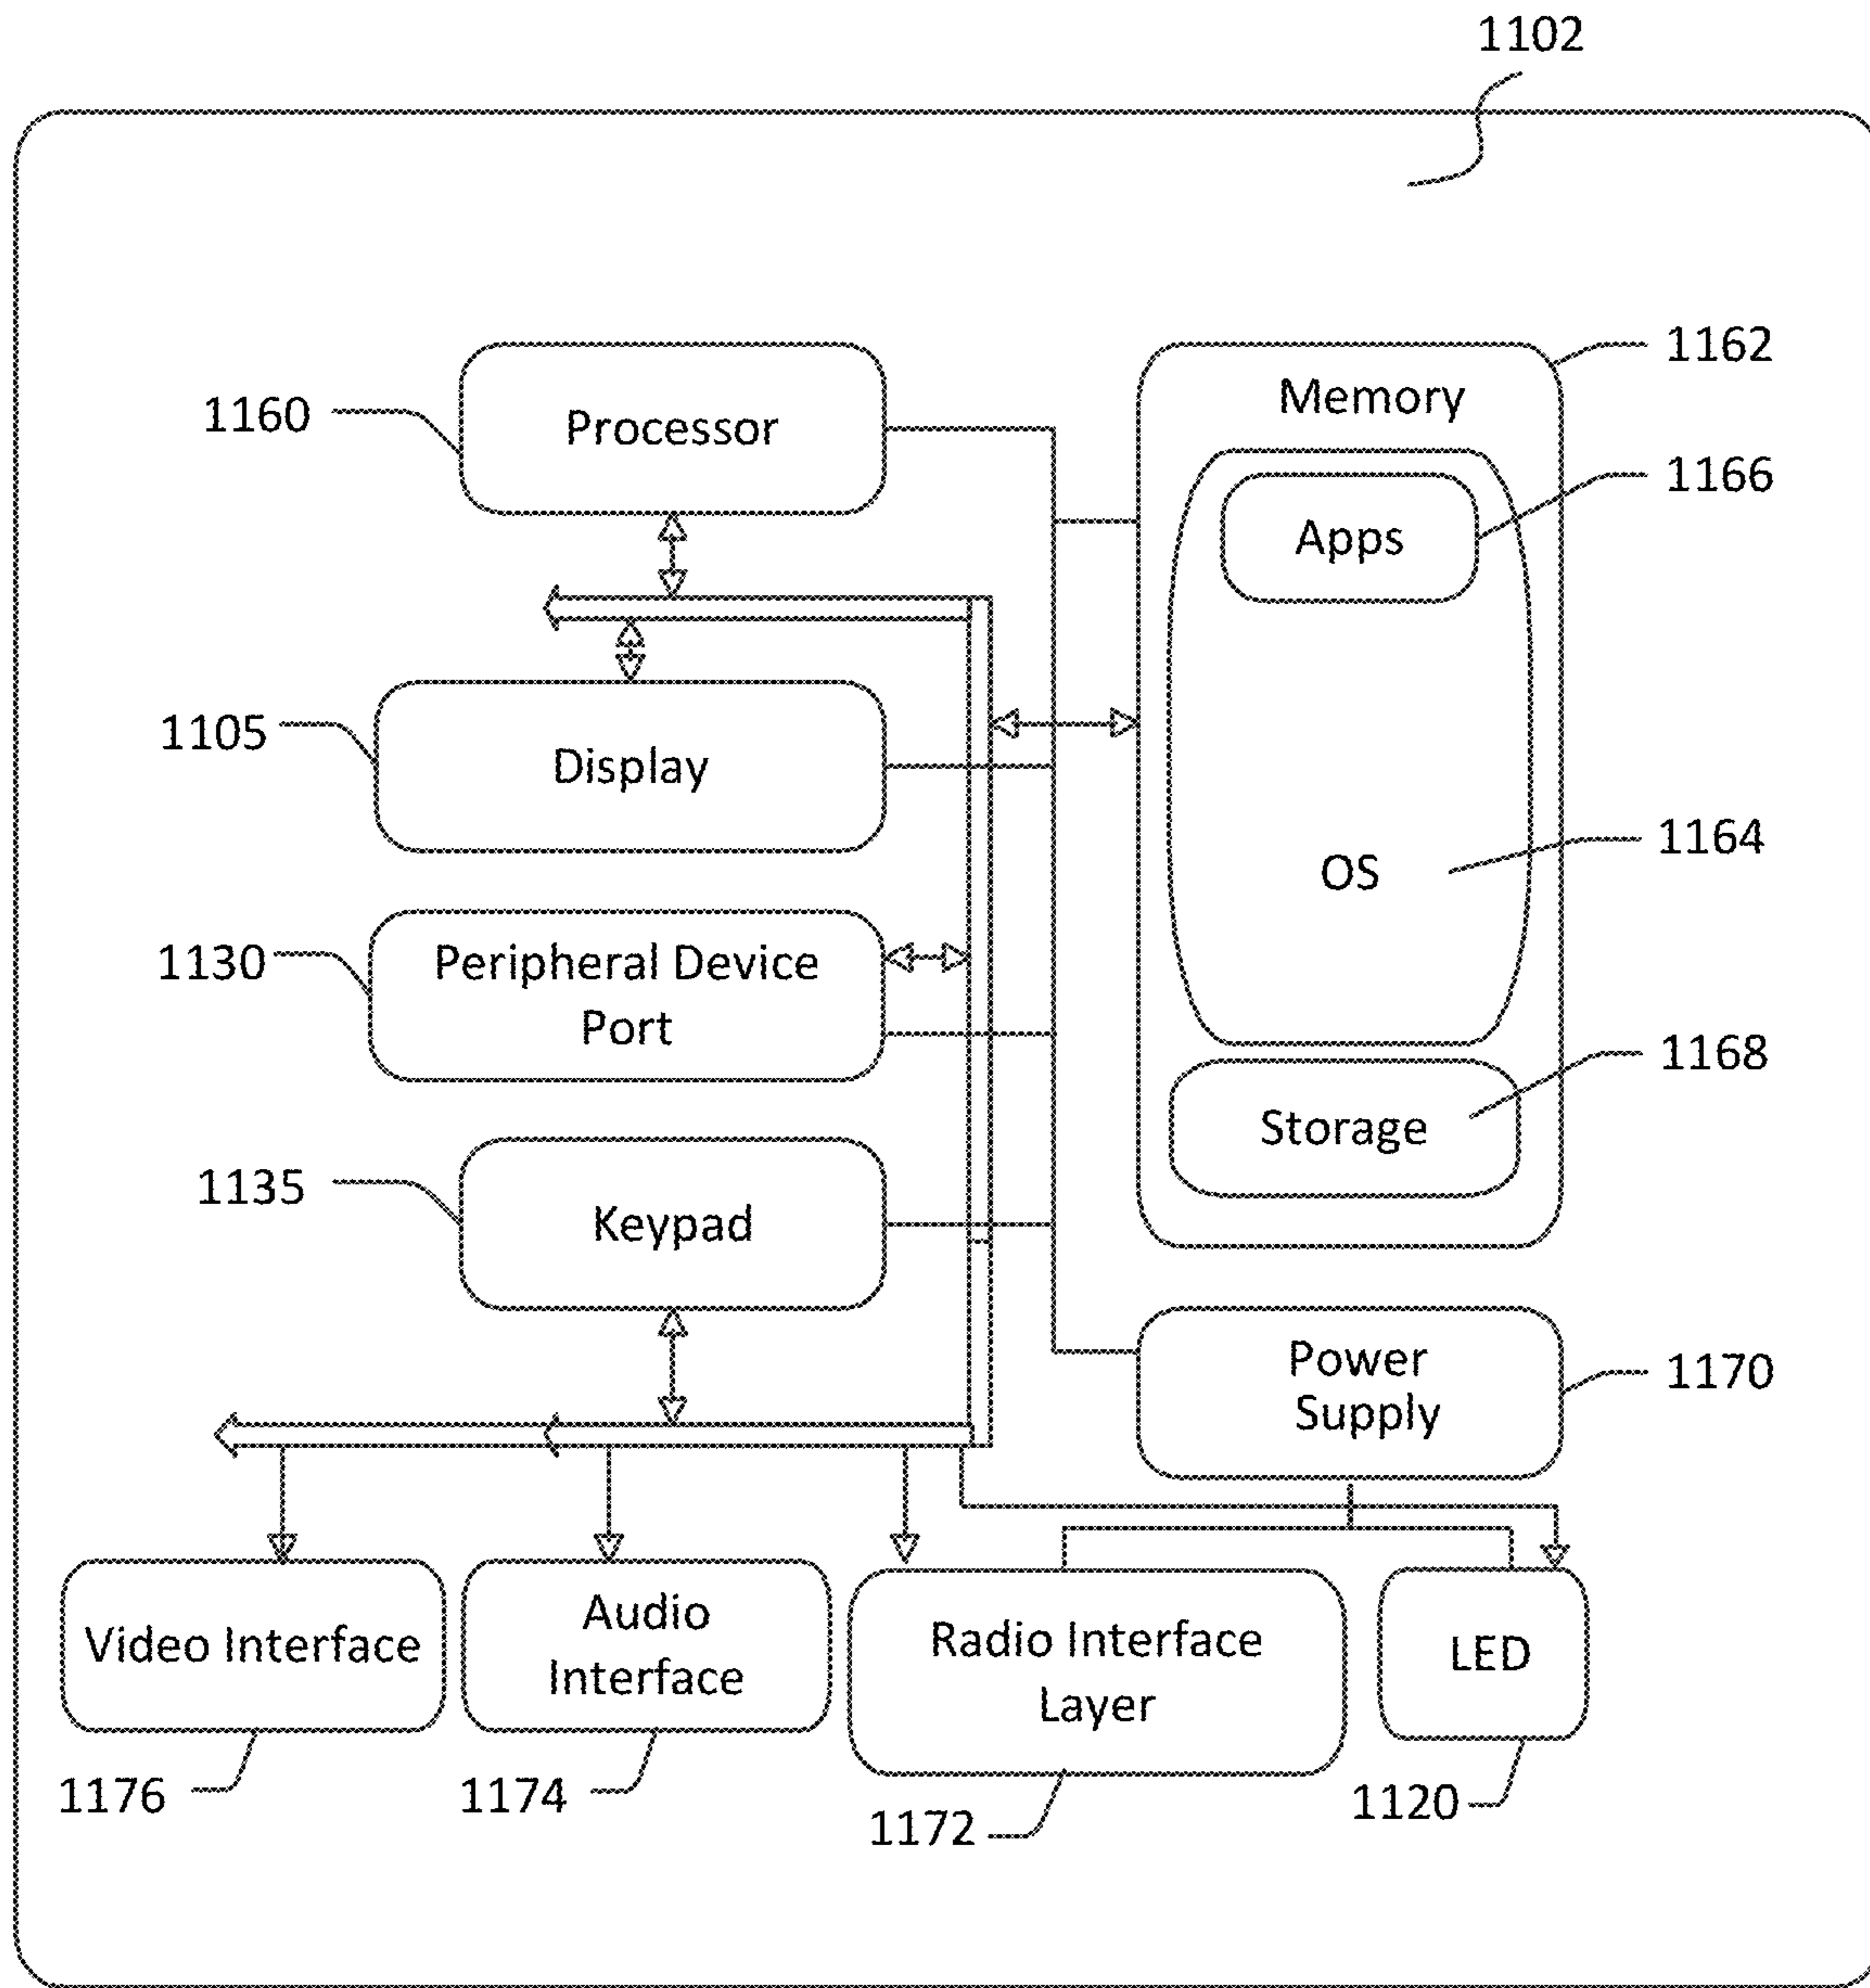 1102
1162
Memory
1160
Processor
1166
Apps
1105
Display
1164
OS
1130
Peripheral Device
Port
1168
Storage
1135
Keypad
Power
Supply
1170
Video Interface
Audio
Interface
Radio Interface
Layer
LED
1176
1174
1172
1120